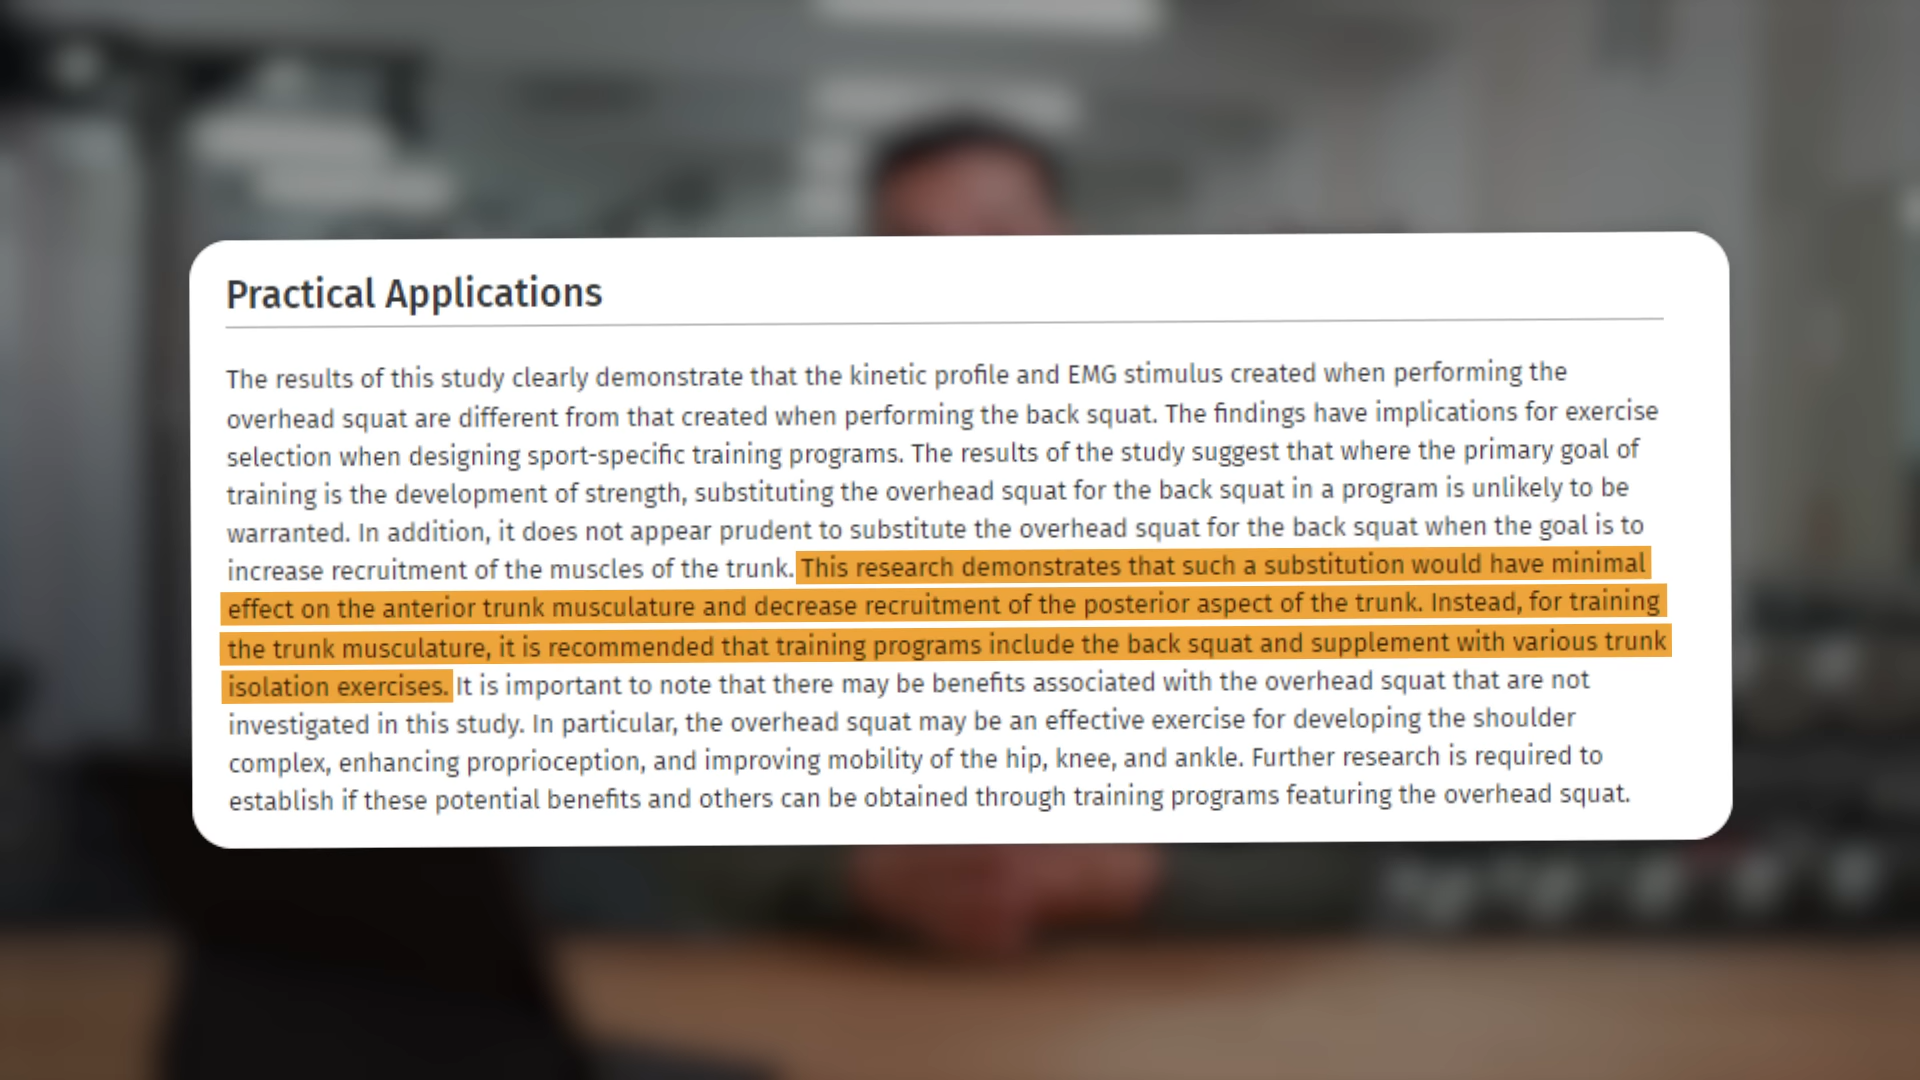 Practical Applications
The results of this study clearly demonstrate that the kinetic profile and EMG stimulus created when performing the
overhead squat are different from that created when performing the back squat. The findings have implications for exercise
selection when designing sport-specific training programs. The results of the study suggest that where the primary goal of
training is the development of strength, substituting the overhead squat for the back squat in a program is unlikely to be
warranted. In addition, it does not appear prudent to substitute the overhead squat for the back squat when the goal is to
increase recruitment of the muscles of the trunk. This research demonstrates that such a substitution would have minimal
effect on the anterior trunk musculature and decrease recruitment of the posterior aspect of the trunk. Instead, for training
the trunk musculature, it is recommended that training programs include the back squat and supplement with various trunk
isolation exercises. It is important to note that there may be benefits associated with the overhead squat that are not
investigated in this study. In particular, the overhead squat may be an effective exercise for developing the shoulder
complex, enhancing proprioception, and improving mobility of the hip, knee, and ankle. Further research is required to
establish if these potential benefits and others can be obtained through training programs featuring the overhead squat.